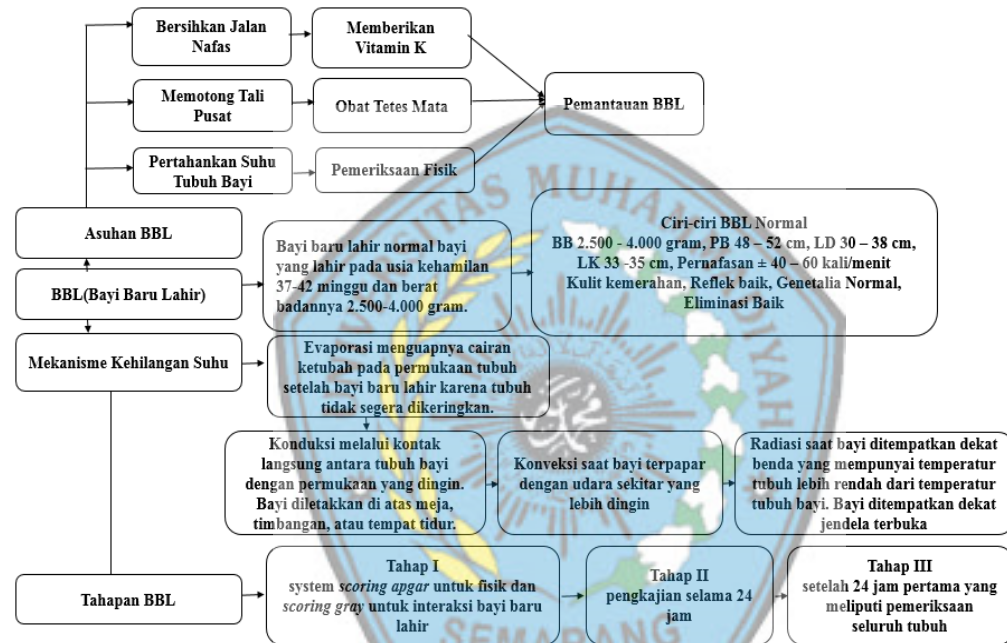 Bersihkan Jalan
Nafas
Memberikan
Vitamin K
Memotong Tali
Pusat
Obat Tetes Mata
Pemantauan BBL
Pertahankan Suhu
Tubuh Bayi
Pemeriksaan Fisik
Asuhan BBL
BBL(Bayi Baru Lahir)
Bayi baru lahir normal bayi
yang lahir pada usia kehamilan
37-42 minggu dan berat
badannya 2.500-4.000 gram.
Ciri-ciri BBL Normal
BB 2.500 - 4.000 gram, PB 48 – 52 cm, LD 30 – 38 cm,
LK 33 -35 cm, Pernafasan ± 40 – 60 kali/menit
Kulit kemerahan, Reflek baik, Genetalia Normal,
Eliminasi Baik
Mekanisme Kehilangan Suhu
Evaporasi menguapnya cairan
ketubah pada permukaan tubuh
setelah bayi baru lahir karena tubuh
tidak segera dikeringkan.
Konduksi melalui kontak
langsung antara tubuh bayi
dengan permukaan yang dingin.
Bayi diletakkan di atas meja,
timbangan, atau tempat tidur.
Konveksi saat bayi terpapar
dengan udara sekitar yang
lebih dingin
Radiasi saat bayi ditempatkan dekat
benda yang mempunyai temperatur
tubuh lebih rendah dari temperatur
tubuh bayi. Bayi ditempatkan dekat
jendela terbuka
Tahapan BBL
Tahap I
system scoring apgar untuk fisik dan
scoring gray untuk interaksi bayi baru
lahir
Tahap II
pengkajian selama 24
jam
Tahap III
setelah 24 jam pertama yang
meliputi pemeriksaan
seluruh tubuh
SEMARANG